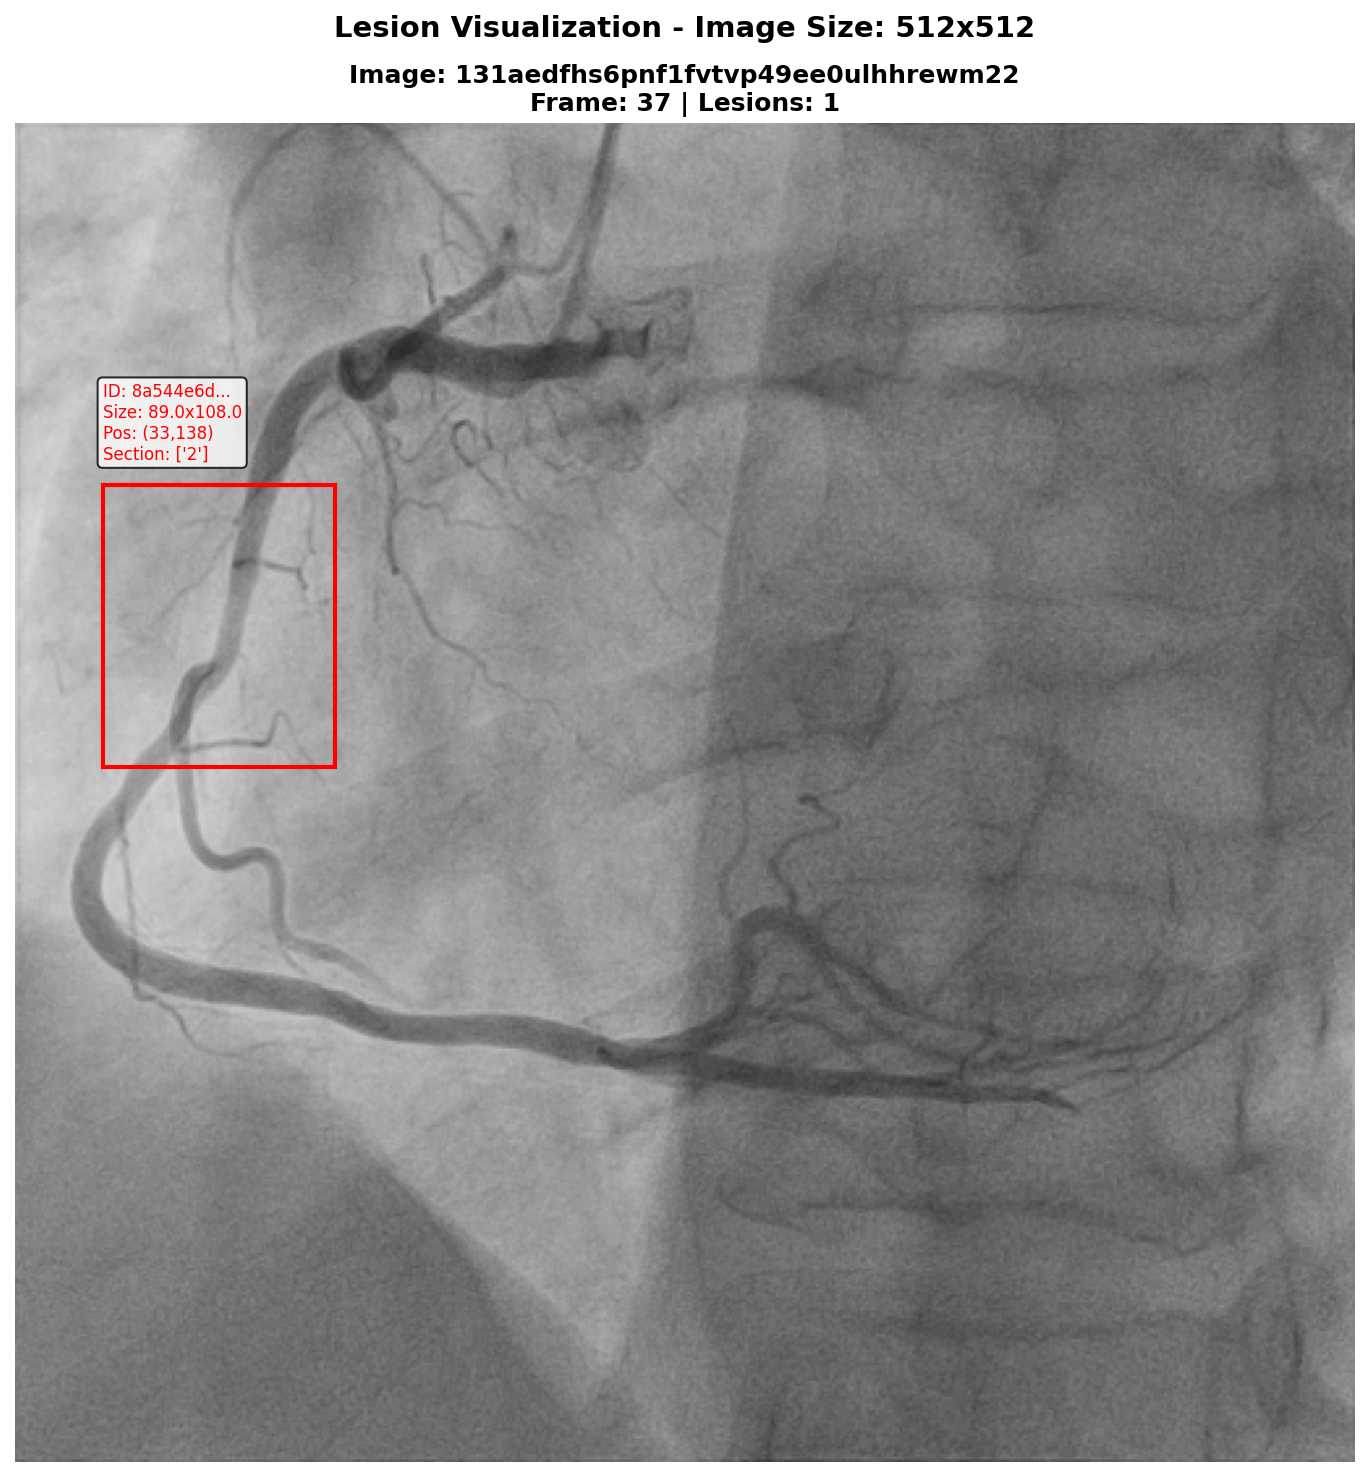 Lesion Visualization - Image Size: 512x512
Image: 131aedfhs6pnf1fvtvp49ee0ulhhrewm22
Frame: 37 | Lesions: 1
ID: 8a544e6d...
Size: 89.0x108.0
Pos: (33,138)
Section: ['2']